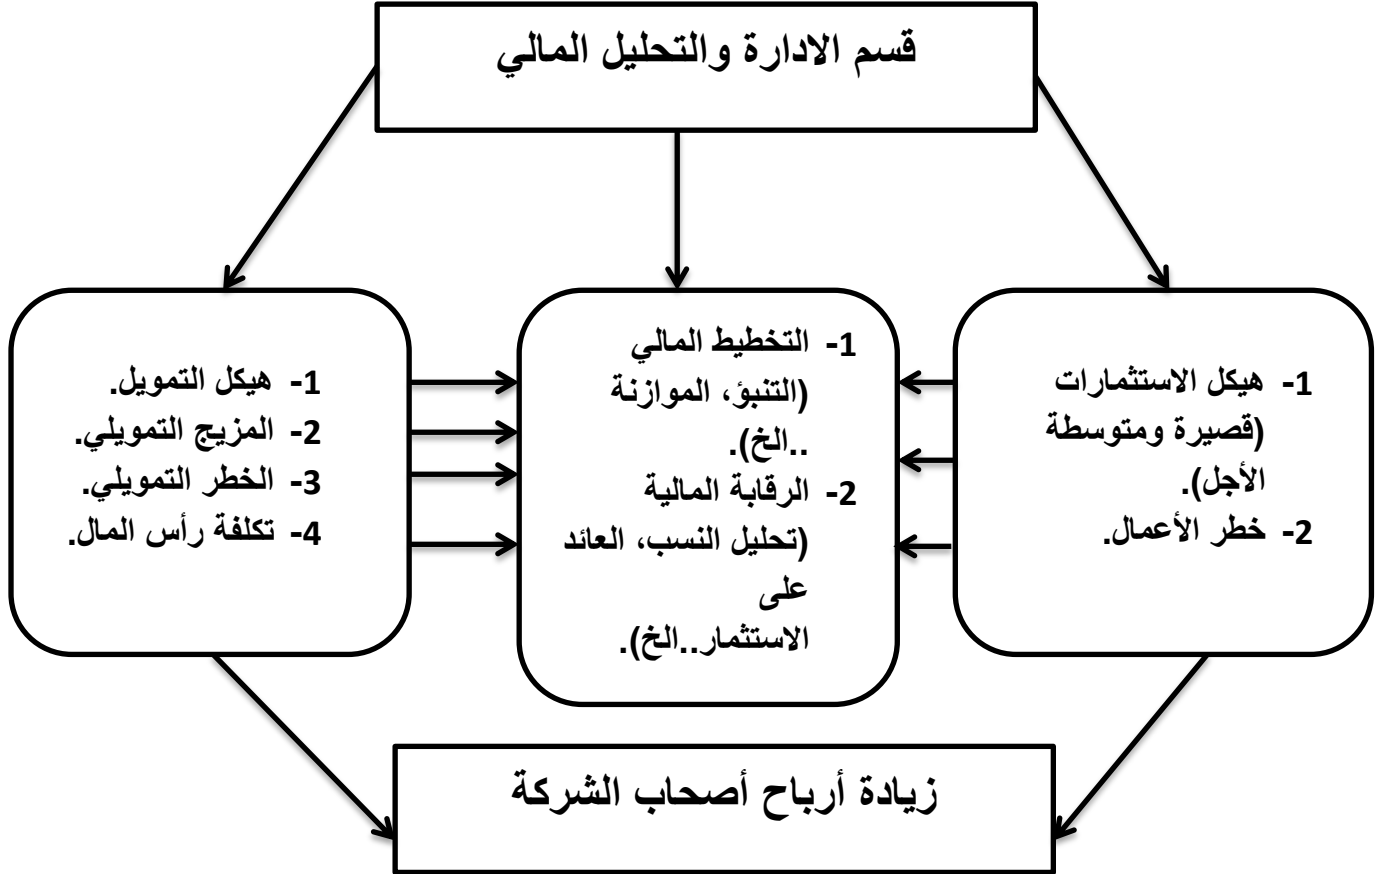 قسم الادارة والتحليل المالي
1- هيكل الاستثمارات
(قصيرة ومتوسطة
الأجل).
2- خطر الأعمال.
1- التخطيط المالي
(التنبؤ، الموازنة
..الخ).
2- الرقابة المالية
(تحليل النسب، العائد
على
الاستثمار..الخ).
1- هيكل التمويل.
2- المزيج التمويلي.
3- الخطر التمويلي.
4- تكلفة رأس المال.
زيادة أرباح أصحاب الشركة